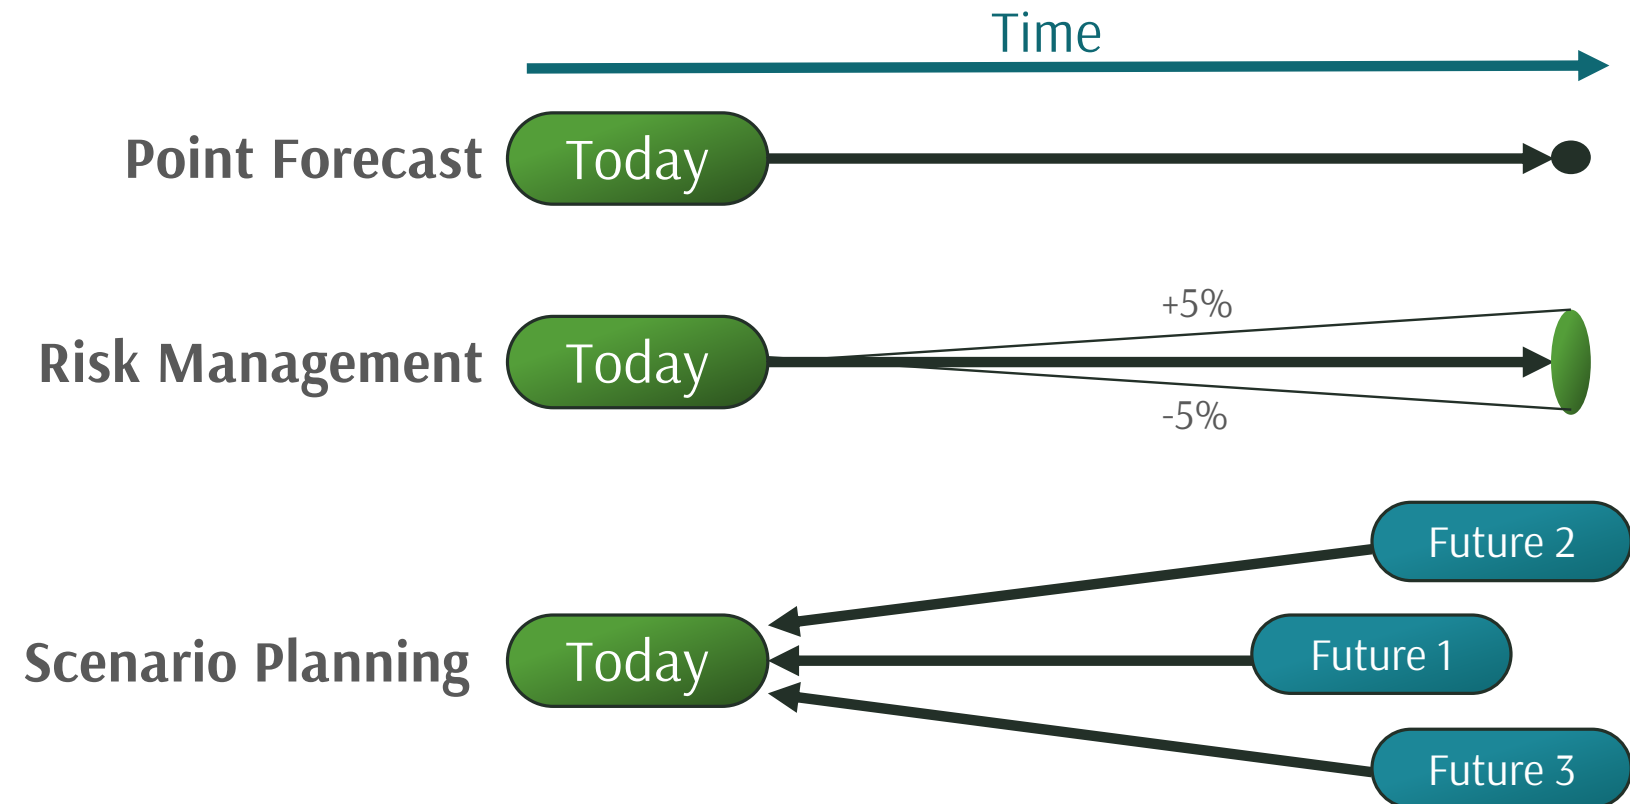 Time
Point Forecast
Today
Risk Management
Today
+5%
-5%
Scenario Planning
Today
Future 2
Future 1
Future 3